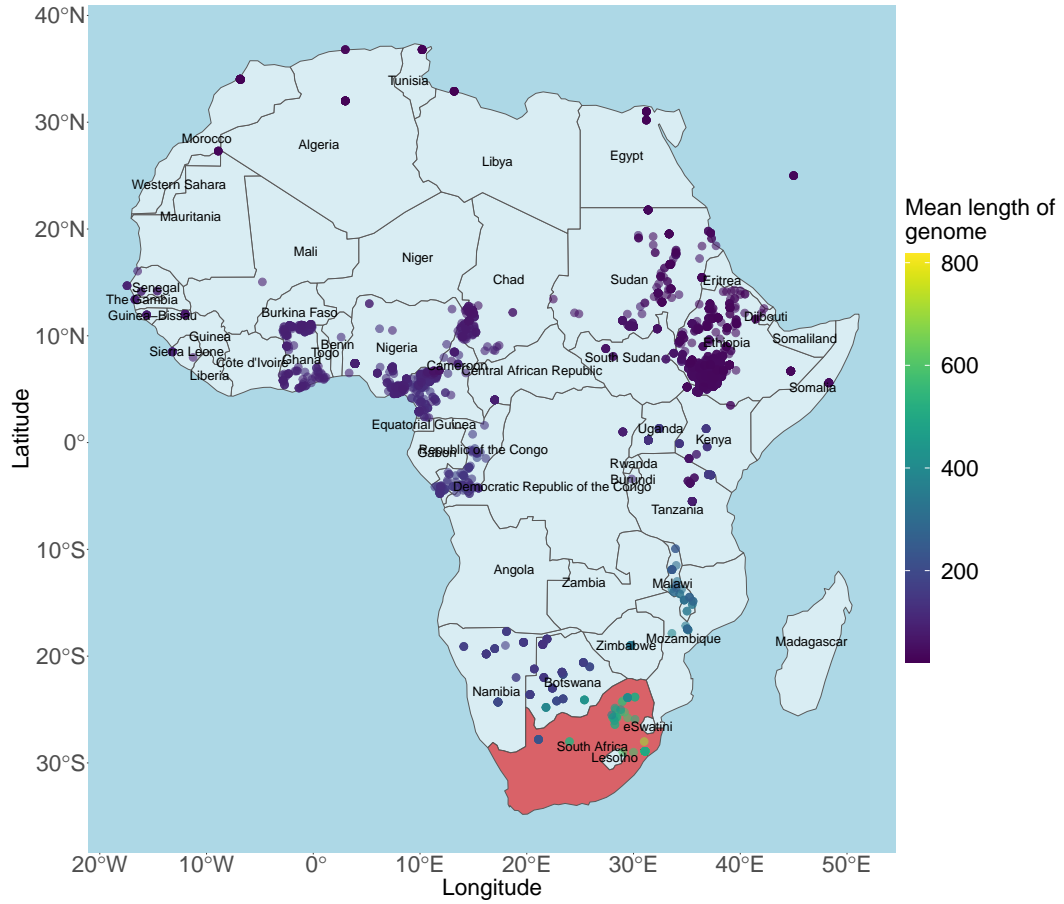 40°N
30°N
20°N
10°N
0°
10°S
20°S
30°S
Latitude
Tunisia
Morocco
Algeria
Libya
Egypt
Western Sahara
Mauritania
Mali
Niger
Chad
Sudan
Eritrea
Senegal
The Gambia
Guinea-Bissau
Burkina Faso
Djibouti
Guinea
Benin
Nigeria
Ethiopia
Somaliland
Sierra Leone
Côte d'Ivoire
Ghana
Togo
South Sudan
Liberia
Cameroon
Central African Republic
Somalia
Equatorial Guinea
Uganda
Kenya
Republic of the Congo
Gabon
Rwanda
Burundi
Democratic Republic of the Congo
Tanzania
Angola
Zambia
Malawi
Zimbabwe
Mozambique
Madagascar
Namibia
Botswana
eSwatini
South Africa
Lesotho
20°W
10°W
0°
10°E
20°E
30°E
40°E
50°E
Longitude
Mean length of
genome
800
600
400
200